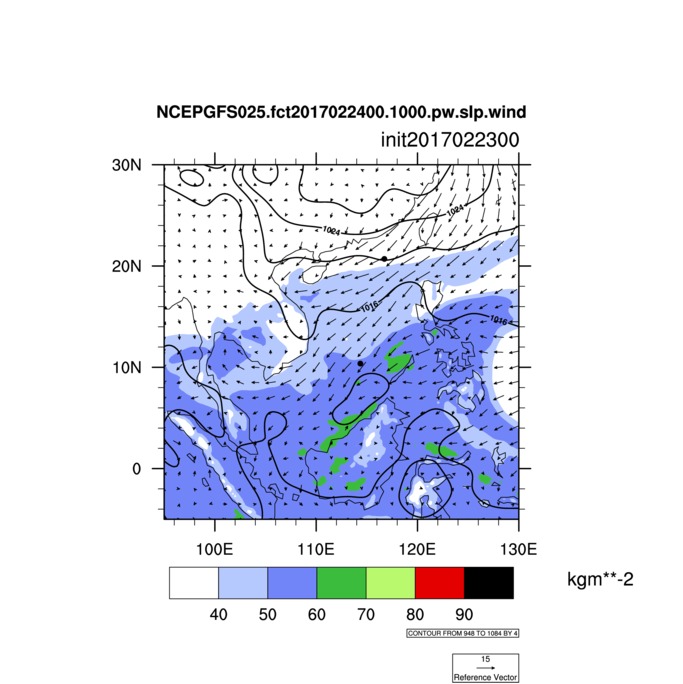 NCEPGFS025.fct2017022400.1000.pw.slp.wind
init2017022300
30N
20N
10N
0
1024
1024
1016
1016
100E 110E 120E 130E
kgm**-2
40 50 60 70 80 90
CONTOUR FROM 948 TO 1084 BY 4
15
Reference Vector